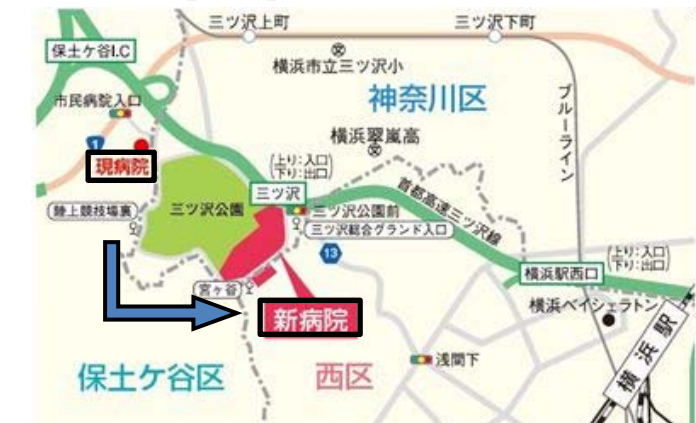 三ツ沢上町
三ツ沢下町
保土ケ谷I.C
横浜市立三ツ沢小
神奈川区
ブルーライン
市民病院入口
1
現病院
横浜翠嵐高
(上り:入口)
(下り:出口)
三ツ沢
首都高速三ツ沢線
陸上競技場裏
三ツ沢公園
三ツ沢公園前
三ツ沢総合グランド入口
13
(上り:入口)
(下り:出口)
横浜駅西口
宮ヶ谷
新病院
横浜ベイシェラトン
横浜駅
保土ケ谷区
西区
浅間下